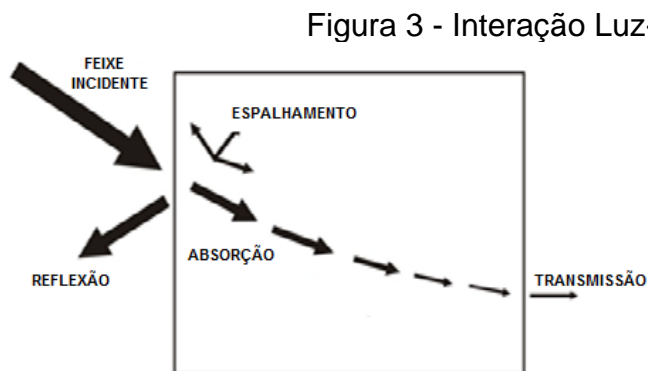 Figura 3 - Interação Luz-
FEIXE
INCIDENTE
ESPALHAMENTO
ABSORÇÃO
REFLEXÃO
TRANSMISSÃO